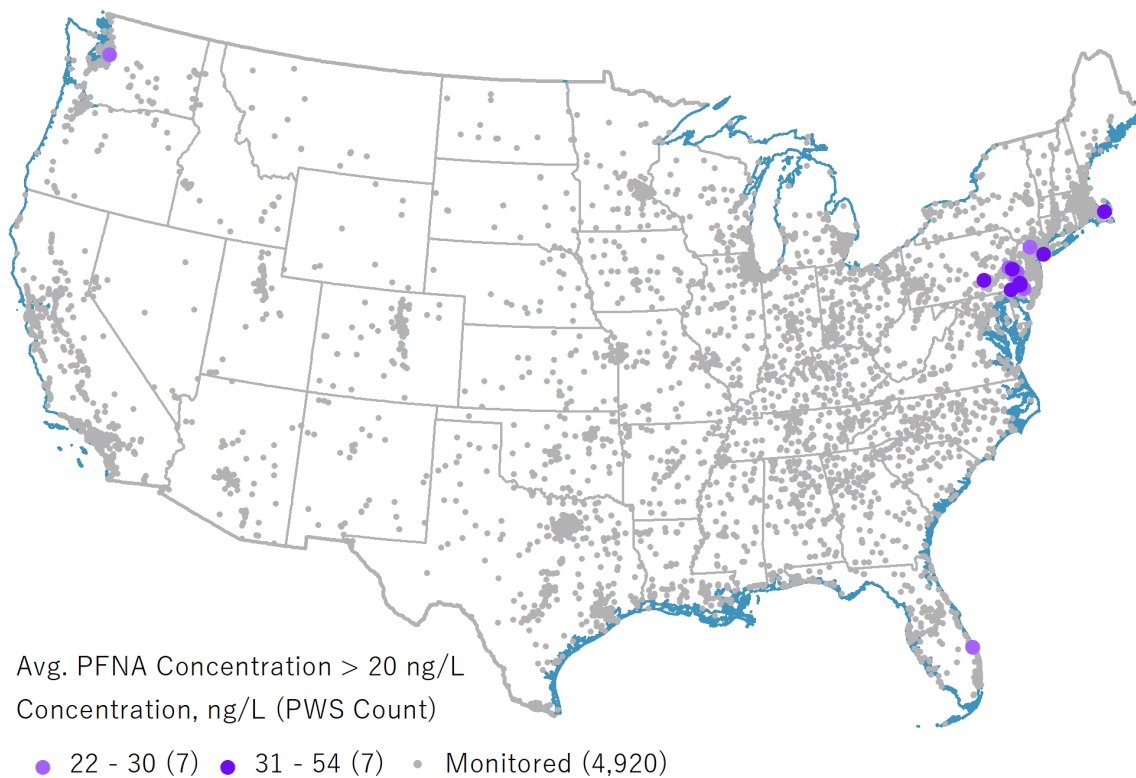 Avg. PFNA Concentration > 20 ng/L
Concentration, ng/L (PWS Count)
22 - 30 (7) 31 - 54 (7) Monitored (4,920)